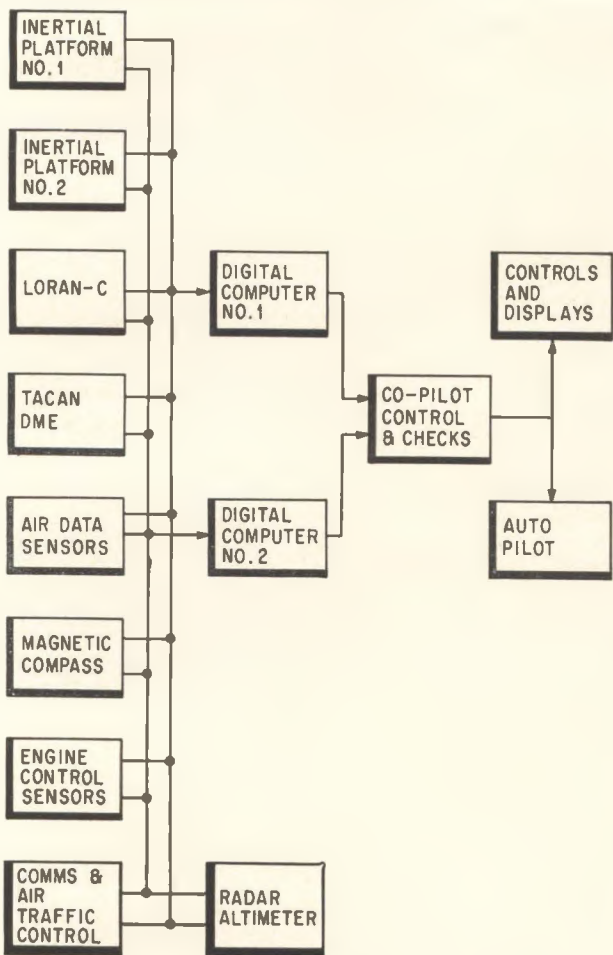 INERTIAL
PLATFORM
NO.1
INERTIAL
PLATFORM
NO.2
LORAN-C
TACAN
DME
AIR DATA
SENSORS
MAGNETIC
COMPASS
ENGINE
CONTROL
SENSORS
COMMS &
AIR
TRAFFIC
CONTROL
DIGITAL
COMPUTER
NO.1
DIGITAL
COMPUTER
NO.2
RADAR
ALTIMETER
CO-PILOT
CONTROL
& CHECKS
CONTROLS
AND
DISPLAYS
AUTO
PILOT